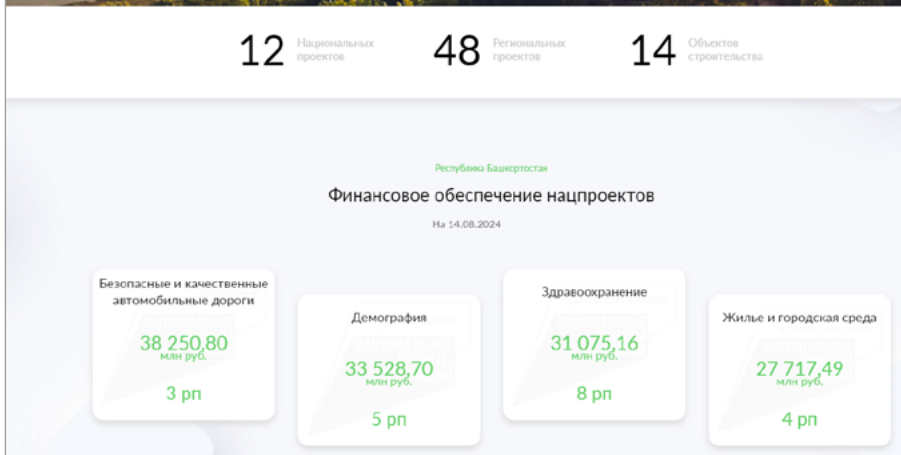 12 Национальных
проектов
48 Региональных
проектов
14 Объектов
строительства
Республика Башкортостан
Финансовое обеспечение нацпроектов
На 14.08.2024
Безопасные и качественные
автомобильные дороги
38 250,80
млн руб.
3 рп
Демография
33 528,70
млн руб.
5 рп
Здравоохранение
31 075,16
млн руб.
8 рп
Жилье и городская среда
27 717,49
млн руб.
4 рп